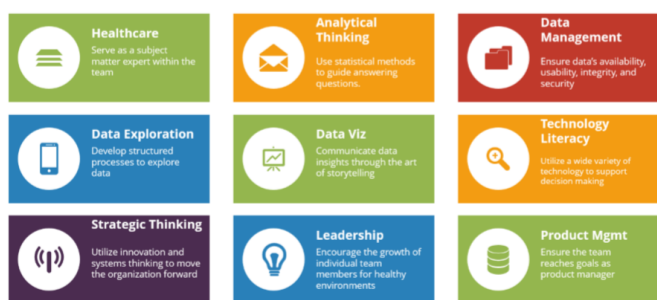 Healthcare
Serve as a subject
matter expert within the
team
Analytical
Thinking
Use statistical methods
to guide answering
questions.
Data
Management
Ensure data's availability,
usability, integrity, and
security
Data Exploration
Develop structured
processes to explore
data
Data Viz
Communicate data
insights through the art
of storytelling
Technology
Literacy
Utilize a wide variety of
technology to support
decision making
Strategic Thinking
Utilize innovation and
systems thinking to move
the organization forward
Leadership
Encourage the growth of
individual team
members for healthy
environments
Product Mgmt
Ensure the team
reaches goals as
product manager